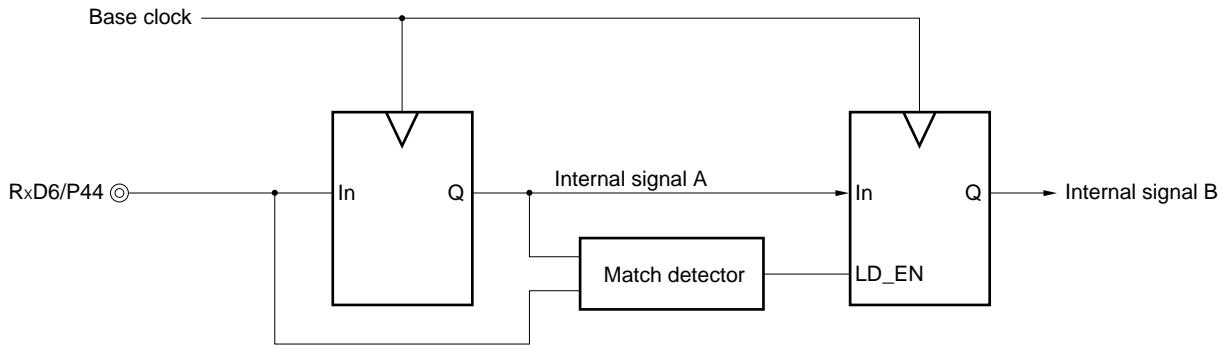 Base clock
RxD6/P44
In
Q
Internal signal A
In
Q
Internal signal B
Match detector
LD_EN